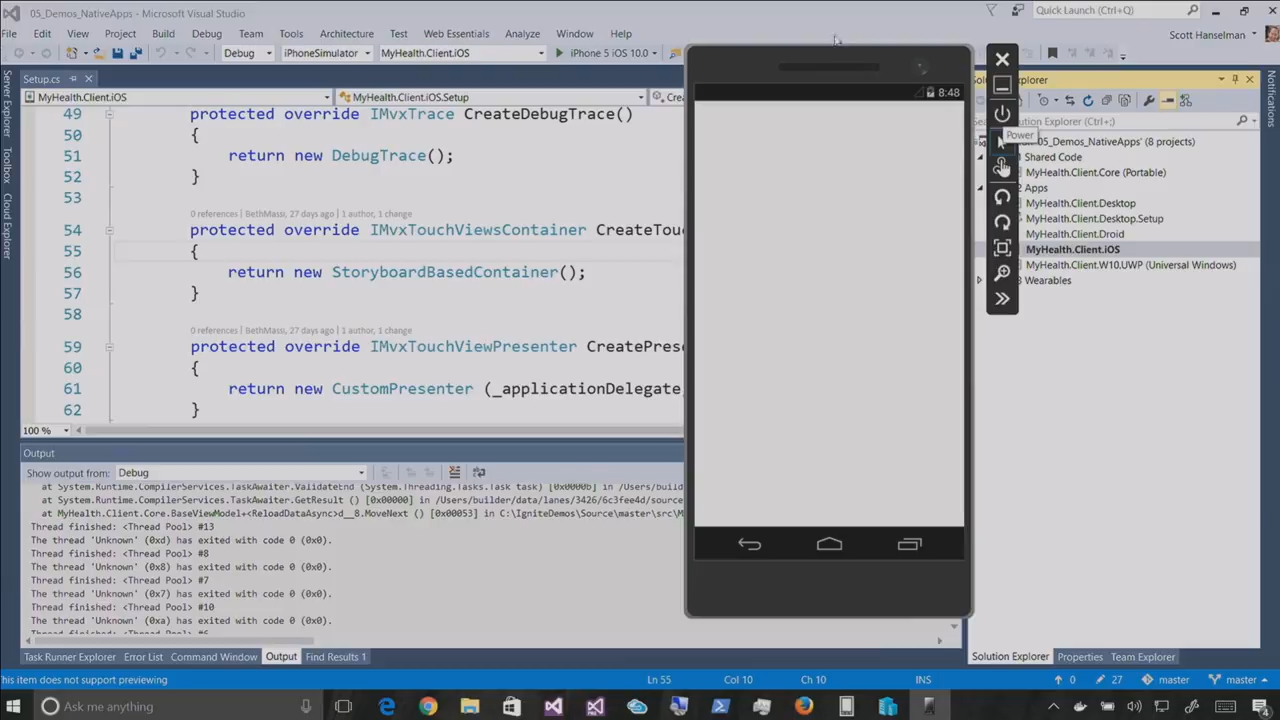 05_Demos_NativeApps - Microsoft Visual Studio
Quick Launch (Ctrl+Q)
File Edit View Project Build Debug Team Tools Architecture Test Web Essentials Analyze Window Help
Scott Hanselman
Debug iPhoneSimulator MyHealth.Client.iOS iPhone 5 iOS 10.0
Setup.cs
MyHealth.Client.iOS MyHealth.Client.iOS.Setup
49 protected override IMvxTrace CreateDebugTrace()
50 {
51 return new DebugTrace();
52 }
53
0 references | BethMassi, 27 days ago | 1 author, 1 change
54 protected override IMvxTouchViewsContainer CreateTou
55 {
56 return new StoryboardBasedContainer();
57 }
58
0 references | BethMassi, 27 days ago | 1 author, 1 change
59 protected override IMvxTouchViewPresenter CreatePres
60 {
61 return new CustomPresenter (_applicationDelegate,
62 }
100 %
Server Explorer
Toolbox
Cloud Explorer
8:48
Power
Explorer
Solution Explorer (Ctrl+;)
05_Demos_NativeApps' (8 projects)
Shared Code
MyHealth.Client.Core (Portable)
Apps
MyHealth.Client.Desktop
MyHealth.Client.Desktop.Setup
MyHealth.Client.Droid
MyHealth.Client.iOS
MyHealth.Client.W10.UWP (Universal Windows)
Wearables
Notifications
Output
Show output from: Debug
at System.Runtime.CompilerServices.TaskAwaiter.ValidateEnd (System.Threading.Tasks.Task task) [0x0000b] in /Users/build
at System.Runtime.CompilerServices.TaskAwaiter.GetResult () [0x00000] in /Users/builder/data/lanes/3426/6c3fee4d/source
at MyHealth.Client.Core.BaseViewModel+<ReloadDataAsync>d__8.MoveNext () [0x00053] in C:\IgniteDemos\Source\master\src\M
Thread finished: <Thread Pool> #13
The thread 'Unknown' (0xd) has exited with code 0 (0x0).
Thread finished: <Thread Pool> #8
The thread 'Unknown' (0x8) has exited with code 0 (0x0).
Thread finished: <Thread Pool> #7
The thread 'Unknown' (0x7) has exited with code 0 (0x0).
Thread finished: <Thread Pool> #10
The thread 'Unknown' (0xa) has exited with code 0 (0x0).
Task Runner Explorer Error List Command Window Output Find Results 1
Solution Explorer Properties Team Explorer
This item does not support previewing
Ln 55 Col 10 Ch 10 INS 0 27 master master
Ask me anything